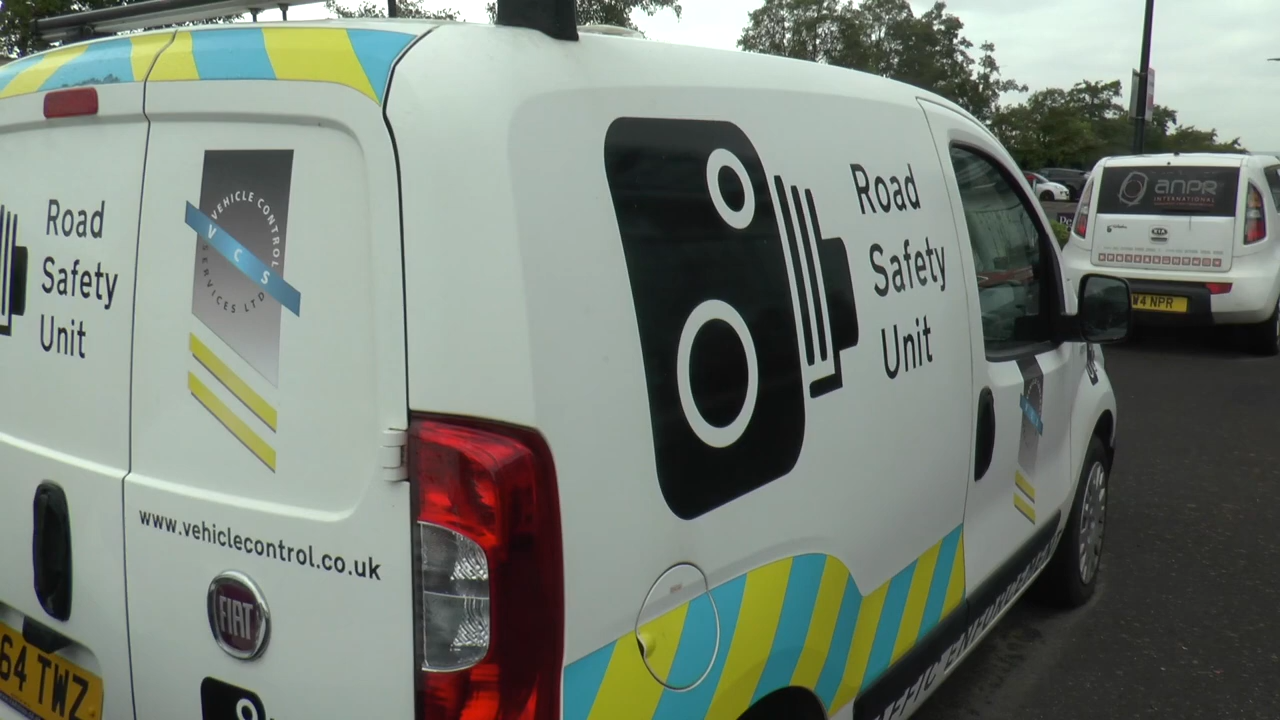 Road
Safety
Unit
VEHICLE CONTROL
VCS
SERVICES LTD
www.vehiclecontrol.co.uk
FIAT
64 TWZ
Road
Safety
Unit
anpr
INTERNATIONAL
KIA
W4 NPR